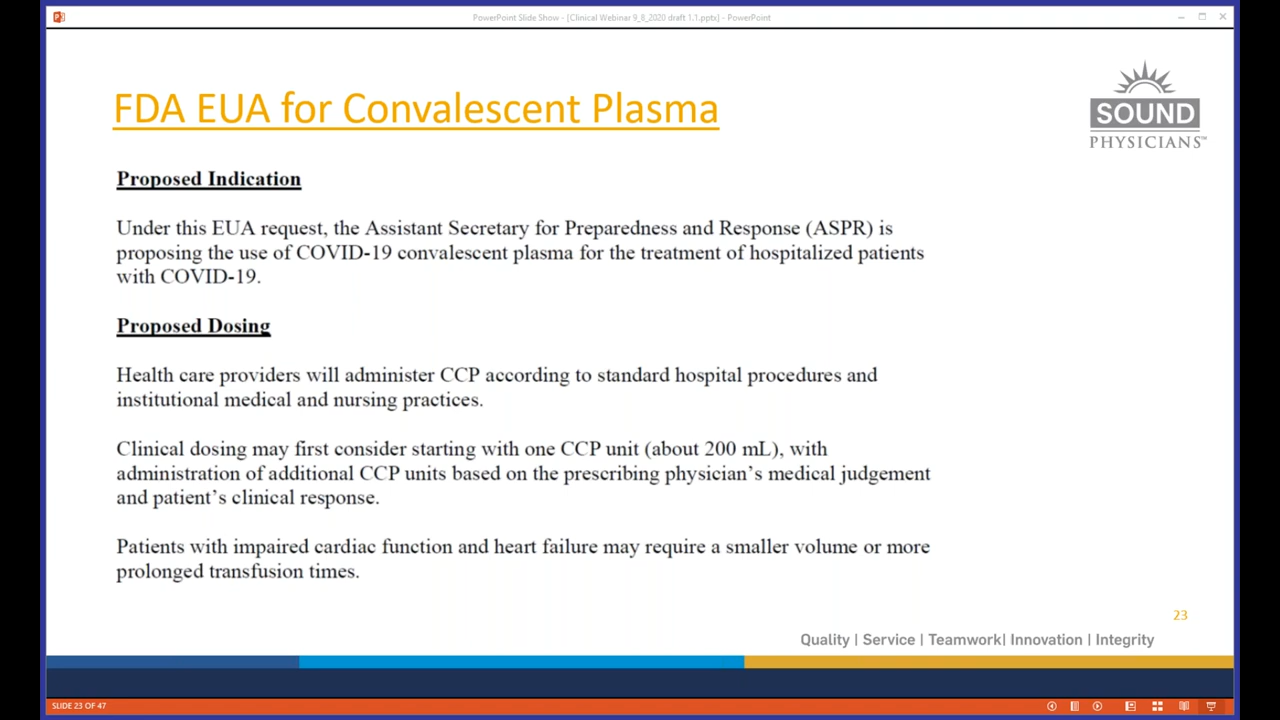 PowerPoint Slide Show - [Clinical Webinar 9_8_2020 draft 1.1.ppts] - PowerPoint
FDA EUA for Convalescent Plasma
SOUND
PHYSICIANS™
Proposed Indication
Under this EUA request, the Assistant Secretary for Preparedness and Response (ASPR) is
proposing the use of COVID-19 convalescent plasma for the treatment of hospitalized patients
with COVID-19.
Proposed Dosing
Health care providers will administer CCP according to standard hospital procedures and
institutional medical and nursing practices.
Clinical dosing may first consider starting with one CCP unit (about 200 mL), with
administration of additional CCP units based on the prescribing physician's medical judgement
and patient's clinical response.
Patients with impaired cardiac function and heart failure may require a smaller volume or more
prolonged transfusion times.
23
Quality | Service | Teamwork| Innovation | Integrity
SLIDE 23 OF 47